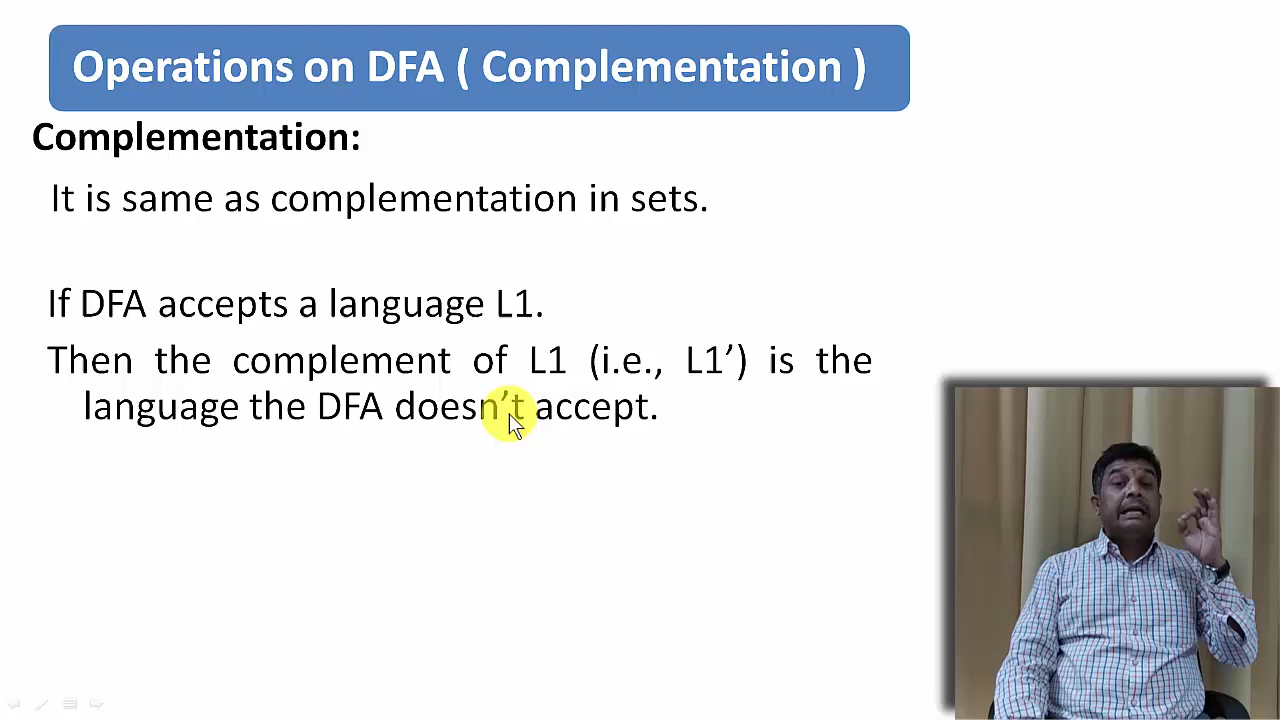 Operations on DFA ( Complementation )
Complementation:
It is same as complementation in sets.
If DFA accepts a language L1.
Then the complement of L1 (i.e., L1’) is the
language the DFA doesn’t accept.